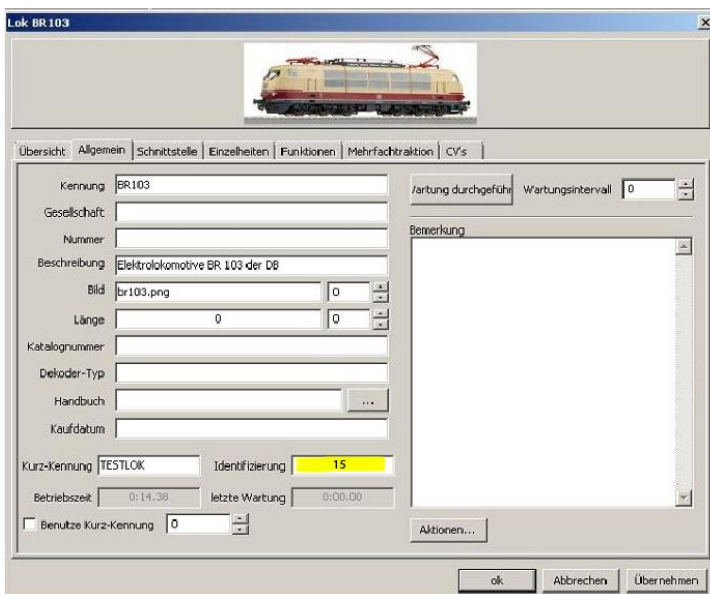 Lok BR103
Übersicht Allgemein Schnittstelle Einzelheiten Funktionen Mehrfachtraktion CV's
Kennung BR103
Gesellschaft
Nummer
Beschreibung Elektrolokomotive BR 103 der DB
Bild br103.png 0
Länge 0 0
Katalognummer
Dekoder-Typ
Handbuch ...
Kaufdatum
Kurz-Kennung TESTLOK Identifizierung 15
Betriebszeit 0:14.38 letzte Wartung 0:00.00
Benutze Kurz-Kennung 0
/artung durchgeführ Wartungsintervall 0
Bemerkung
Aktionen...
ok Abbrechen Übernehmen